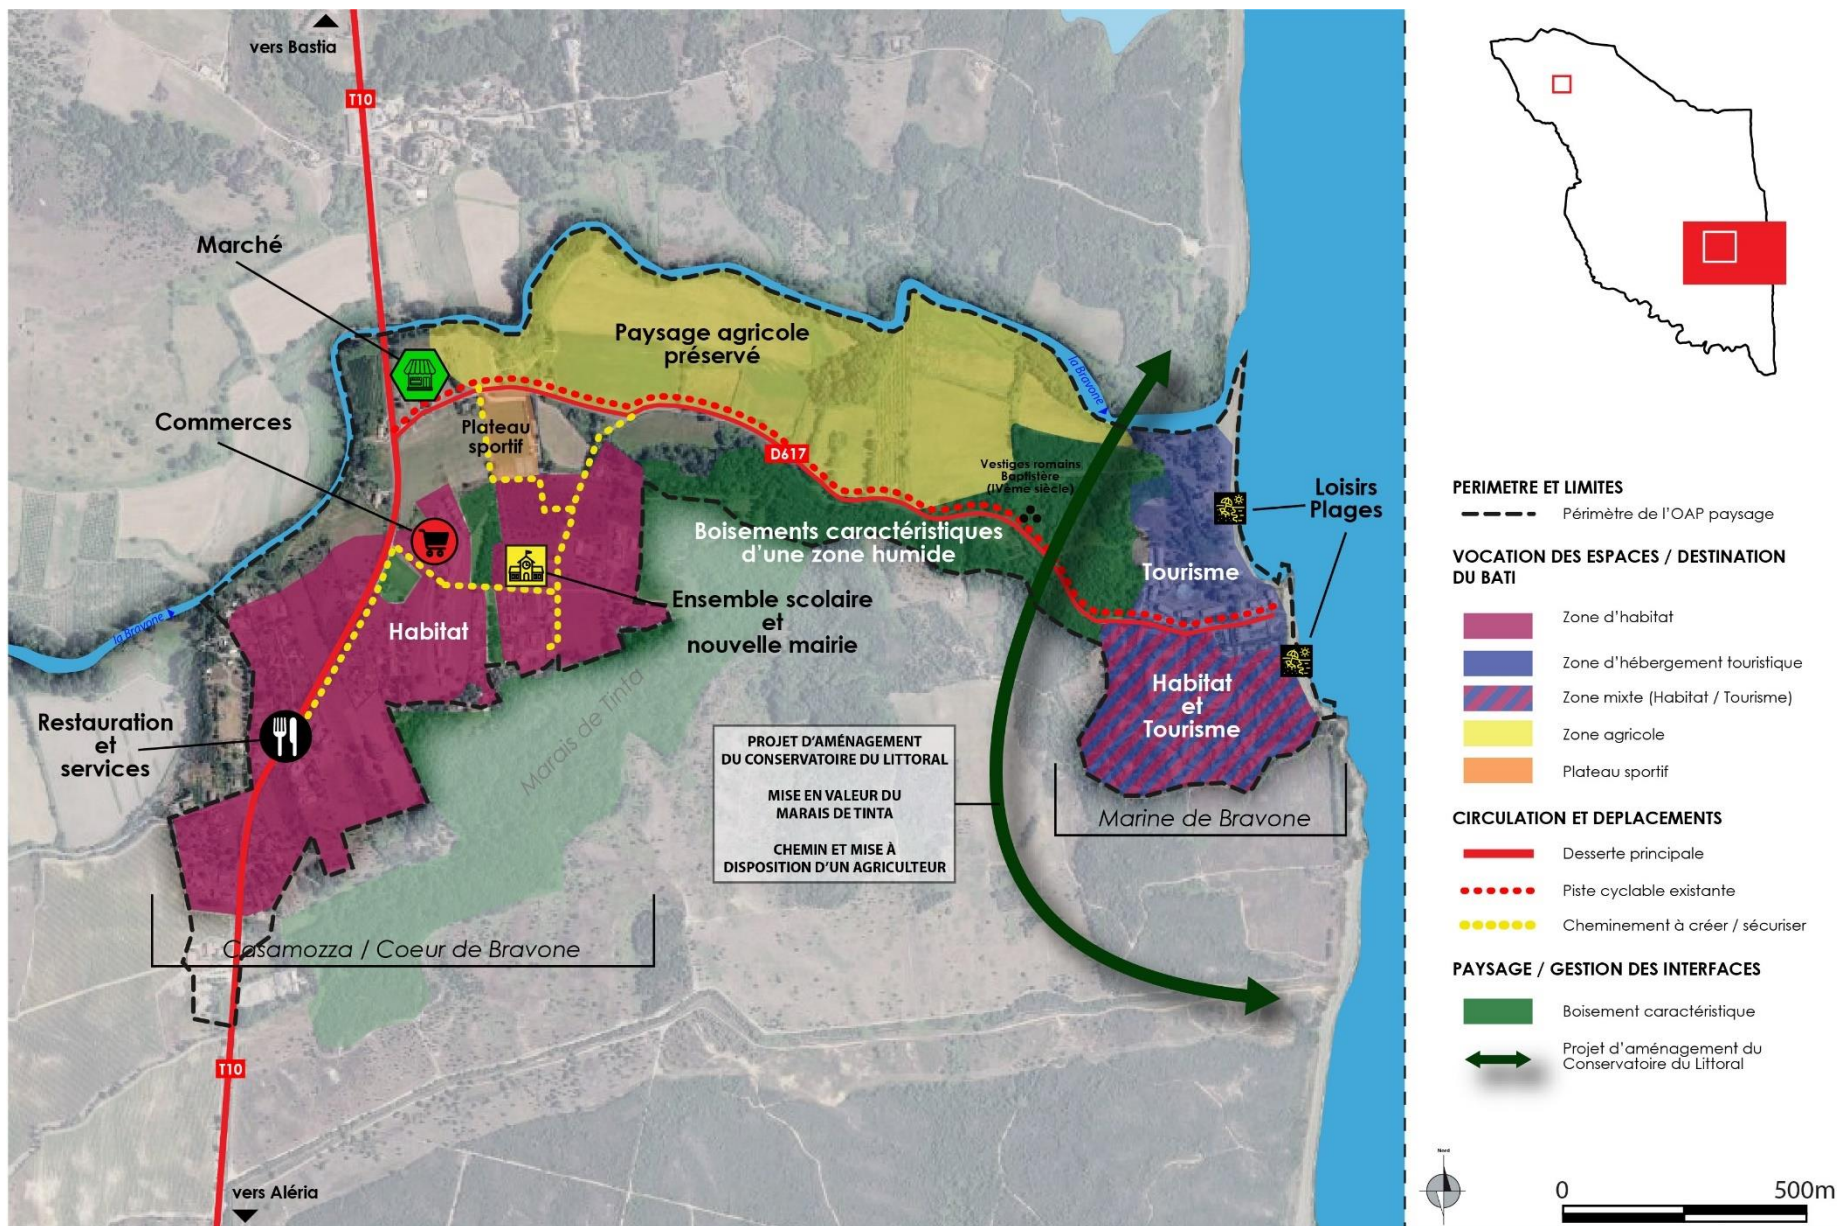 vers Bastia
T10
Marché
Paysage agricole
préservé
la Bravone
Commerces
Plateau
sportif
D617
Vestiges romains
Baptistère
(IVème siècle)
Loisirs
Plages
Boisements caractéristiques
d'une zone humide
Tourisme
Ensemble scolaire
et
nouvelle mairie
la Bravone
Habitat
Marais de Tinta
Habitat
et
Tourisme
Restauration
et
services
PROJET D'AMÉNAGEMENT
DU CONSERVATOIRE DU LITTORAL
MISE EN VALEUR DU
MARAIS DE TINTA
CHEMIN ET MISE À
DISPOSITION D'UN AGRICULTEUR
Marine de Bravone
Casamozza / Coeur de Bravone
T10
vers Aléria
PERIMETRE ET LIMITES
Périmètre de l'OAP paysage
VOCATION DES ESPACES / DESTINATION
DU BATI
Zone d'habitat
Zone d'hébergement touristique
Zone mixte (Habitat / Tourisme)
Zone agricole
Plateau sportif
CIRCULATION ET DEPLACEMENTS
Desserte principale
Piste cyclable existante
Cheminement à créer / sécuriser
PAYSAGE / GESTION DES INTERFACES
Boisement caractéristique
Projet d'aménagement du
Conservatoire du Littoral
Nord
0 500m